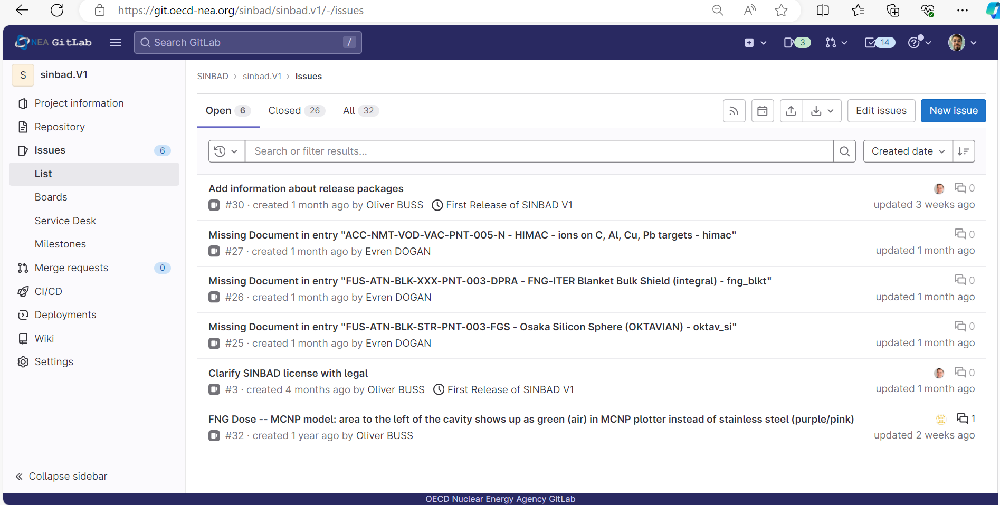 https://git.oecd-nea.org/sinbad/sinbad.v1/-/issues
NEA GitLab
Search GitLab
/
3
14
S
sinbad.V1
Project information
Repository
Issues
6
List
Boards
Service Desk
Milestones
Merge requests
0
CI/CD
Deployments
Wiki
Settings
« Collapse sidebar
SINBAD › sinbad.V1 › Issues
Open 6 Closed 26 All 32
Edit issues
New issue
Search or filter results...
Created date
Add information about release packages
0
#30 · created 1 month ago by Oliver BUSS First Release of SINBAD V1
updated 3 weeks ago
Missing Document in entry "ACC-NMT-VOD-VAC-PNT-005-N - HIMAC - ions on C, Al, Cu, Pb targets - himac"
0
#27 · created 1 month ago by Evren DOGAN
updated 1 month ago
Missing Document in entry "FUS-ATN-BLK-XXX-PNT-003-DPRA - FNG-ITER Blanket Bulk Shield (integral) - fng_blkt"
0
#26 · created 1 month ago by Evren DOGAN
updated 1 month ago
Missing Document in entry "FUS-ATN-BLK-STR-PNT-003-FGS - Osaka Silicon Sphere (OKTAVIAN) - oktav_si"
0
#25 · created 1 month ago by Evren DOGAN
updated 1 month ago
Clarify SINBAD license with legal
0
#3 · created 4 months ago by Oliver BUSS First Release of SINBAD V1
updated 1 month ago
FNG Dose -- MCNP model: area to the left of the cavity shows up as green (air) in MCNP plotter instead of stainless steel (purple/pink)
1
#32 · created 1 year ago by Oliver BUSS
updated 2 weeks ago
OECD Nuclear Energy Agency GitLab